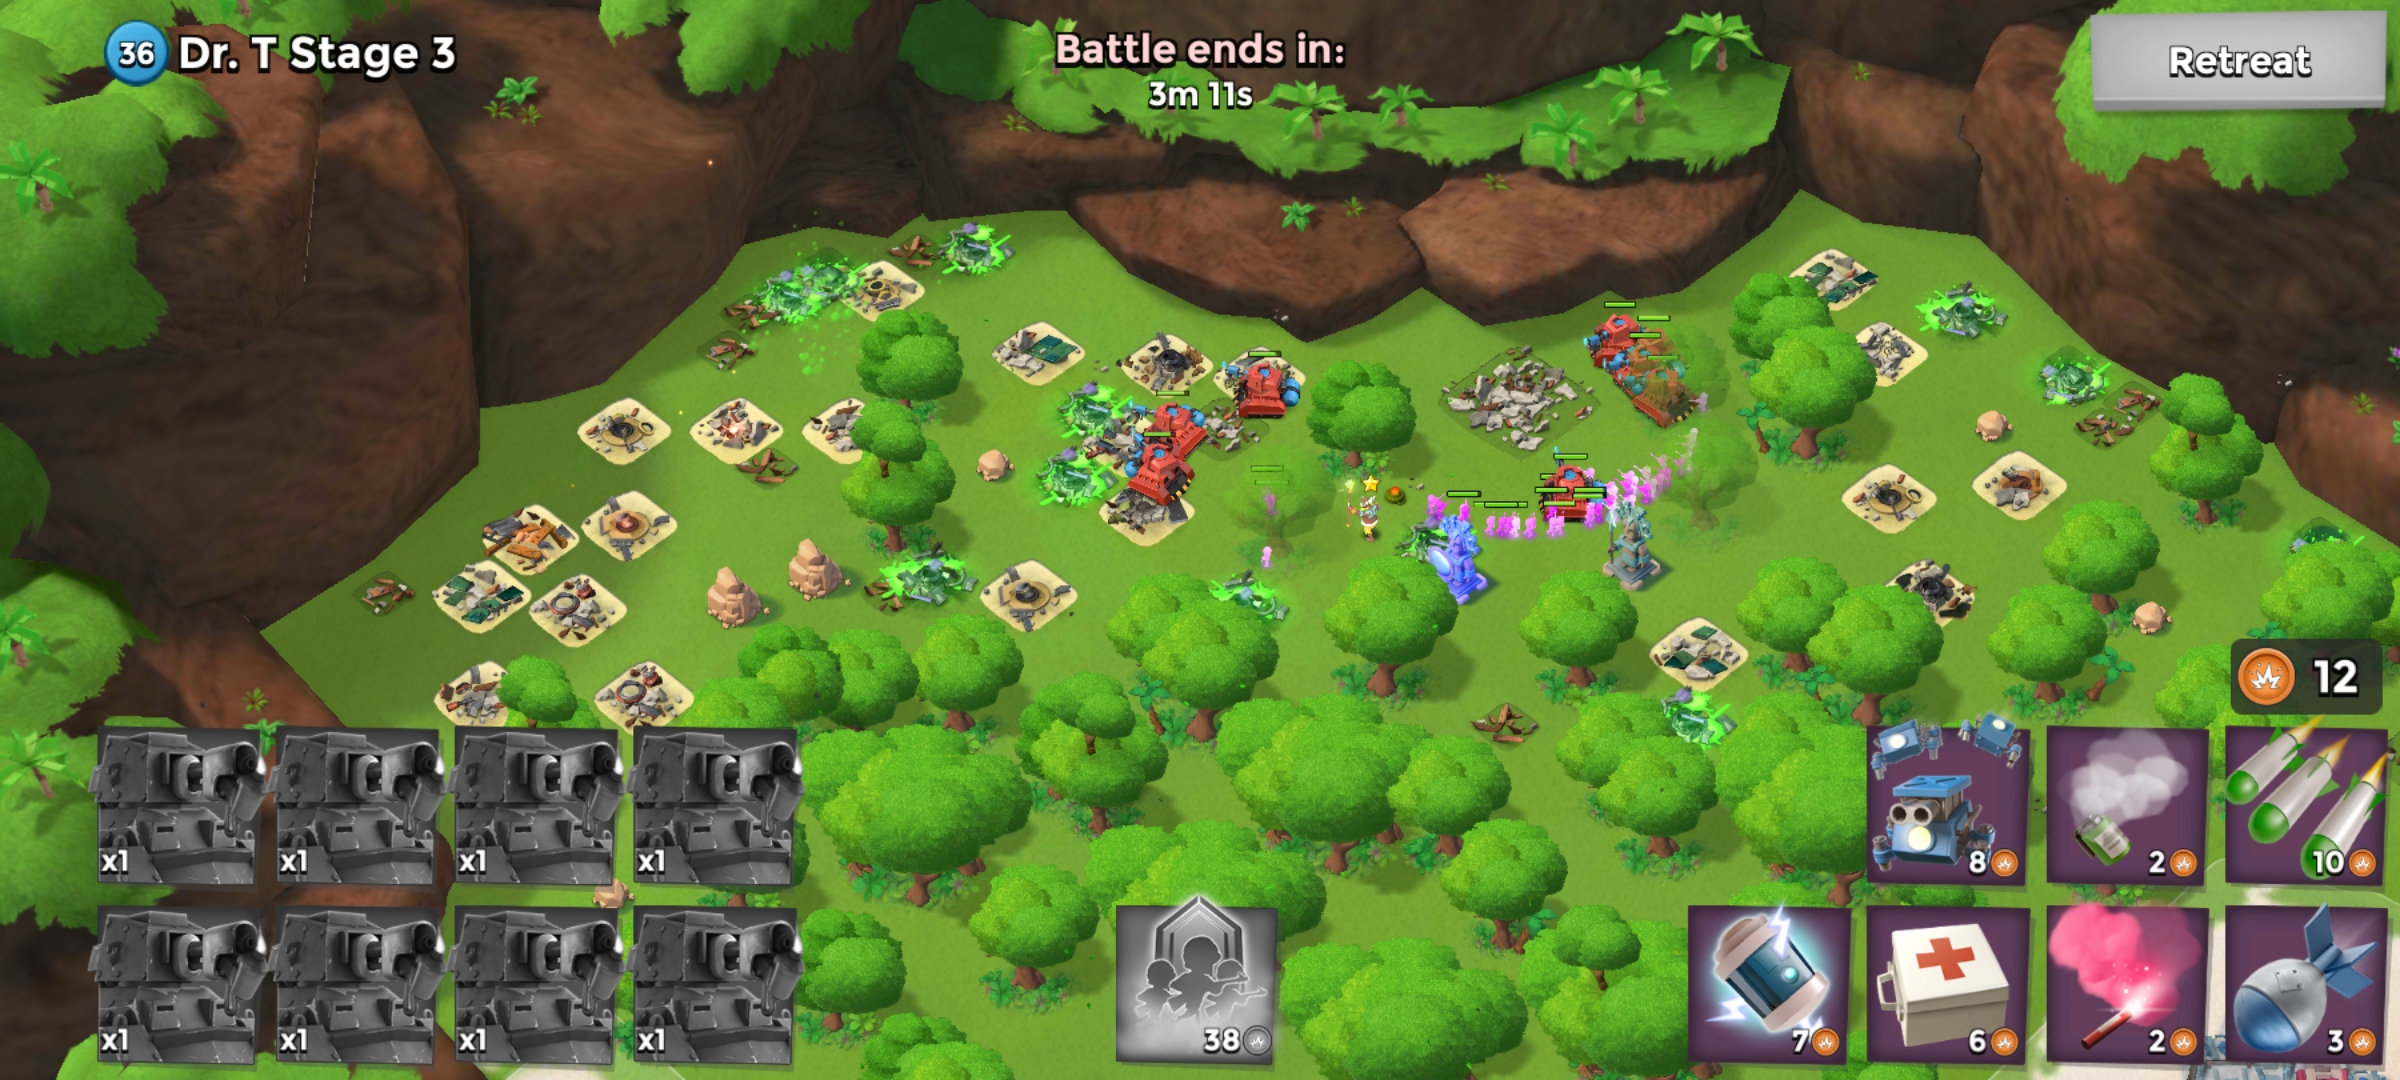 36 Dr. T Stage 3
Battle ends in:
3m 11s
Retreat
12
8
2
10
x1
x1
x1
x1
x1
x1
x1
x1
38
7
6
2
3